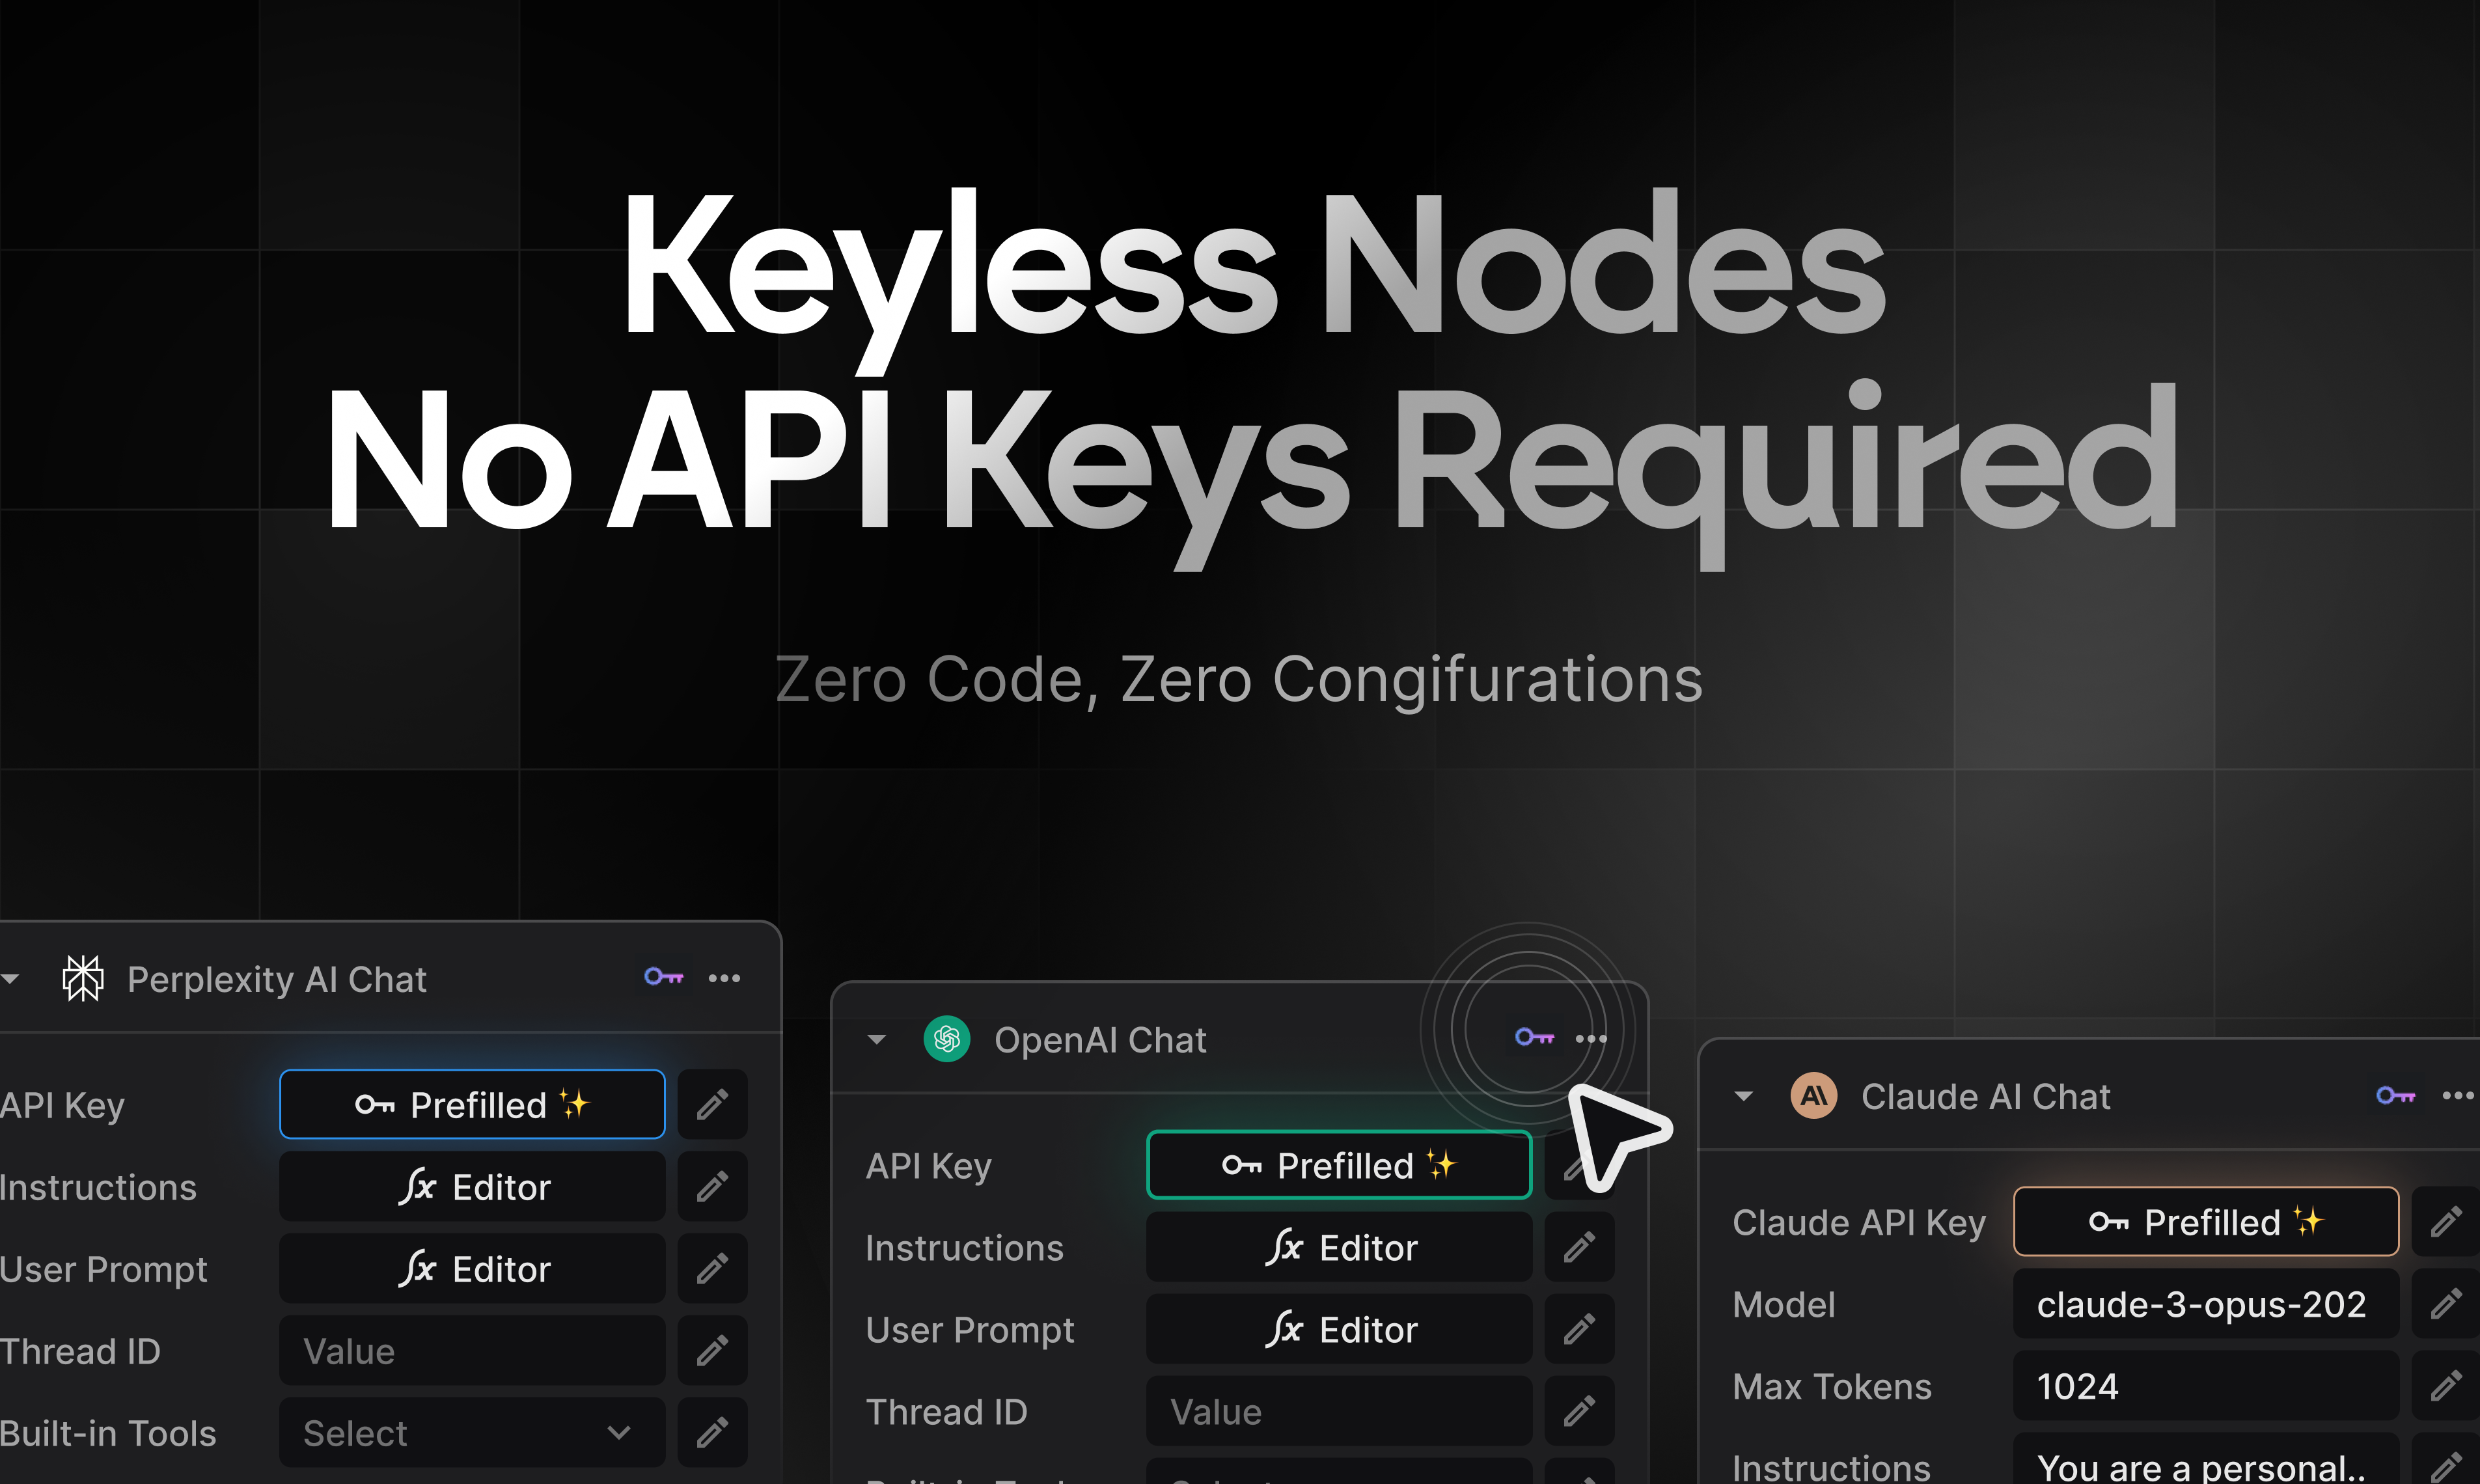 Keyless Nodes
No API Keys Required
Zero Code, Zero Congifurations
Perplexity AI Chat
API Key
Prefilled ✨
Instructions
Editor
User Prompt
Editor
Thread ID
Value
Built-in Tools
Select
OpenAI Chat
API Key
Prefilled ✨
Instructions
Editor
User Prompt
Editor
Thread ID
Value
Claude AI Chat
Claude API Key
Prefilled ✨
Model
claude-3-opus-202
Max Tokens
1024
Instructions
You are a personal..